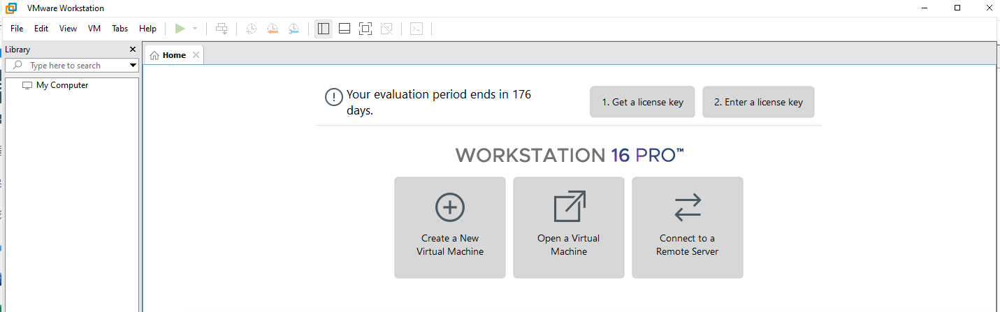 VMware Workstation
File Edit View VM Tabs Help
Library
Type here to search
My Computer
Home
Your evaluation period ends in 176
days.
1. Get a license key
2. Enter a license key
WORKSTATION 16 PRO™
Create a New
Virtual Machine
Open a Virtual
Machine
Connect to a
Remote Server